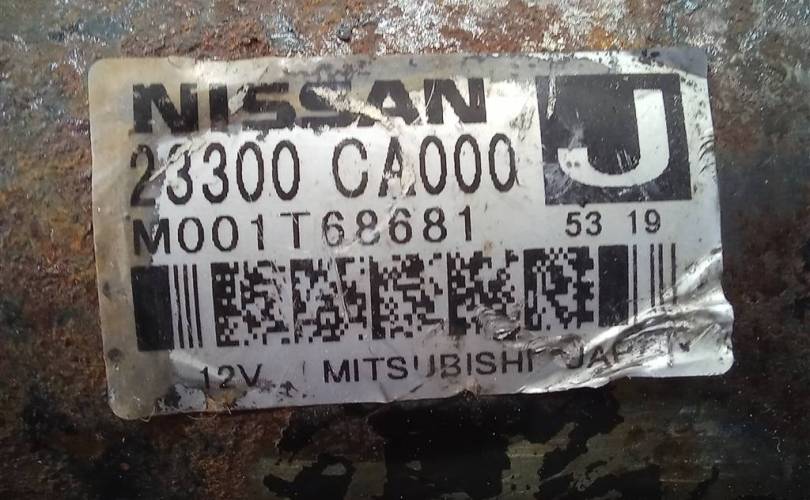 NISSAN
J
23300 CA000
M001T68681 53 19
12V MITSUBISHI JAPAN